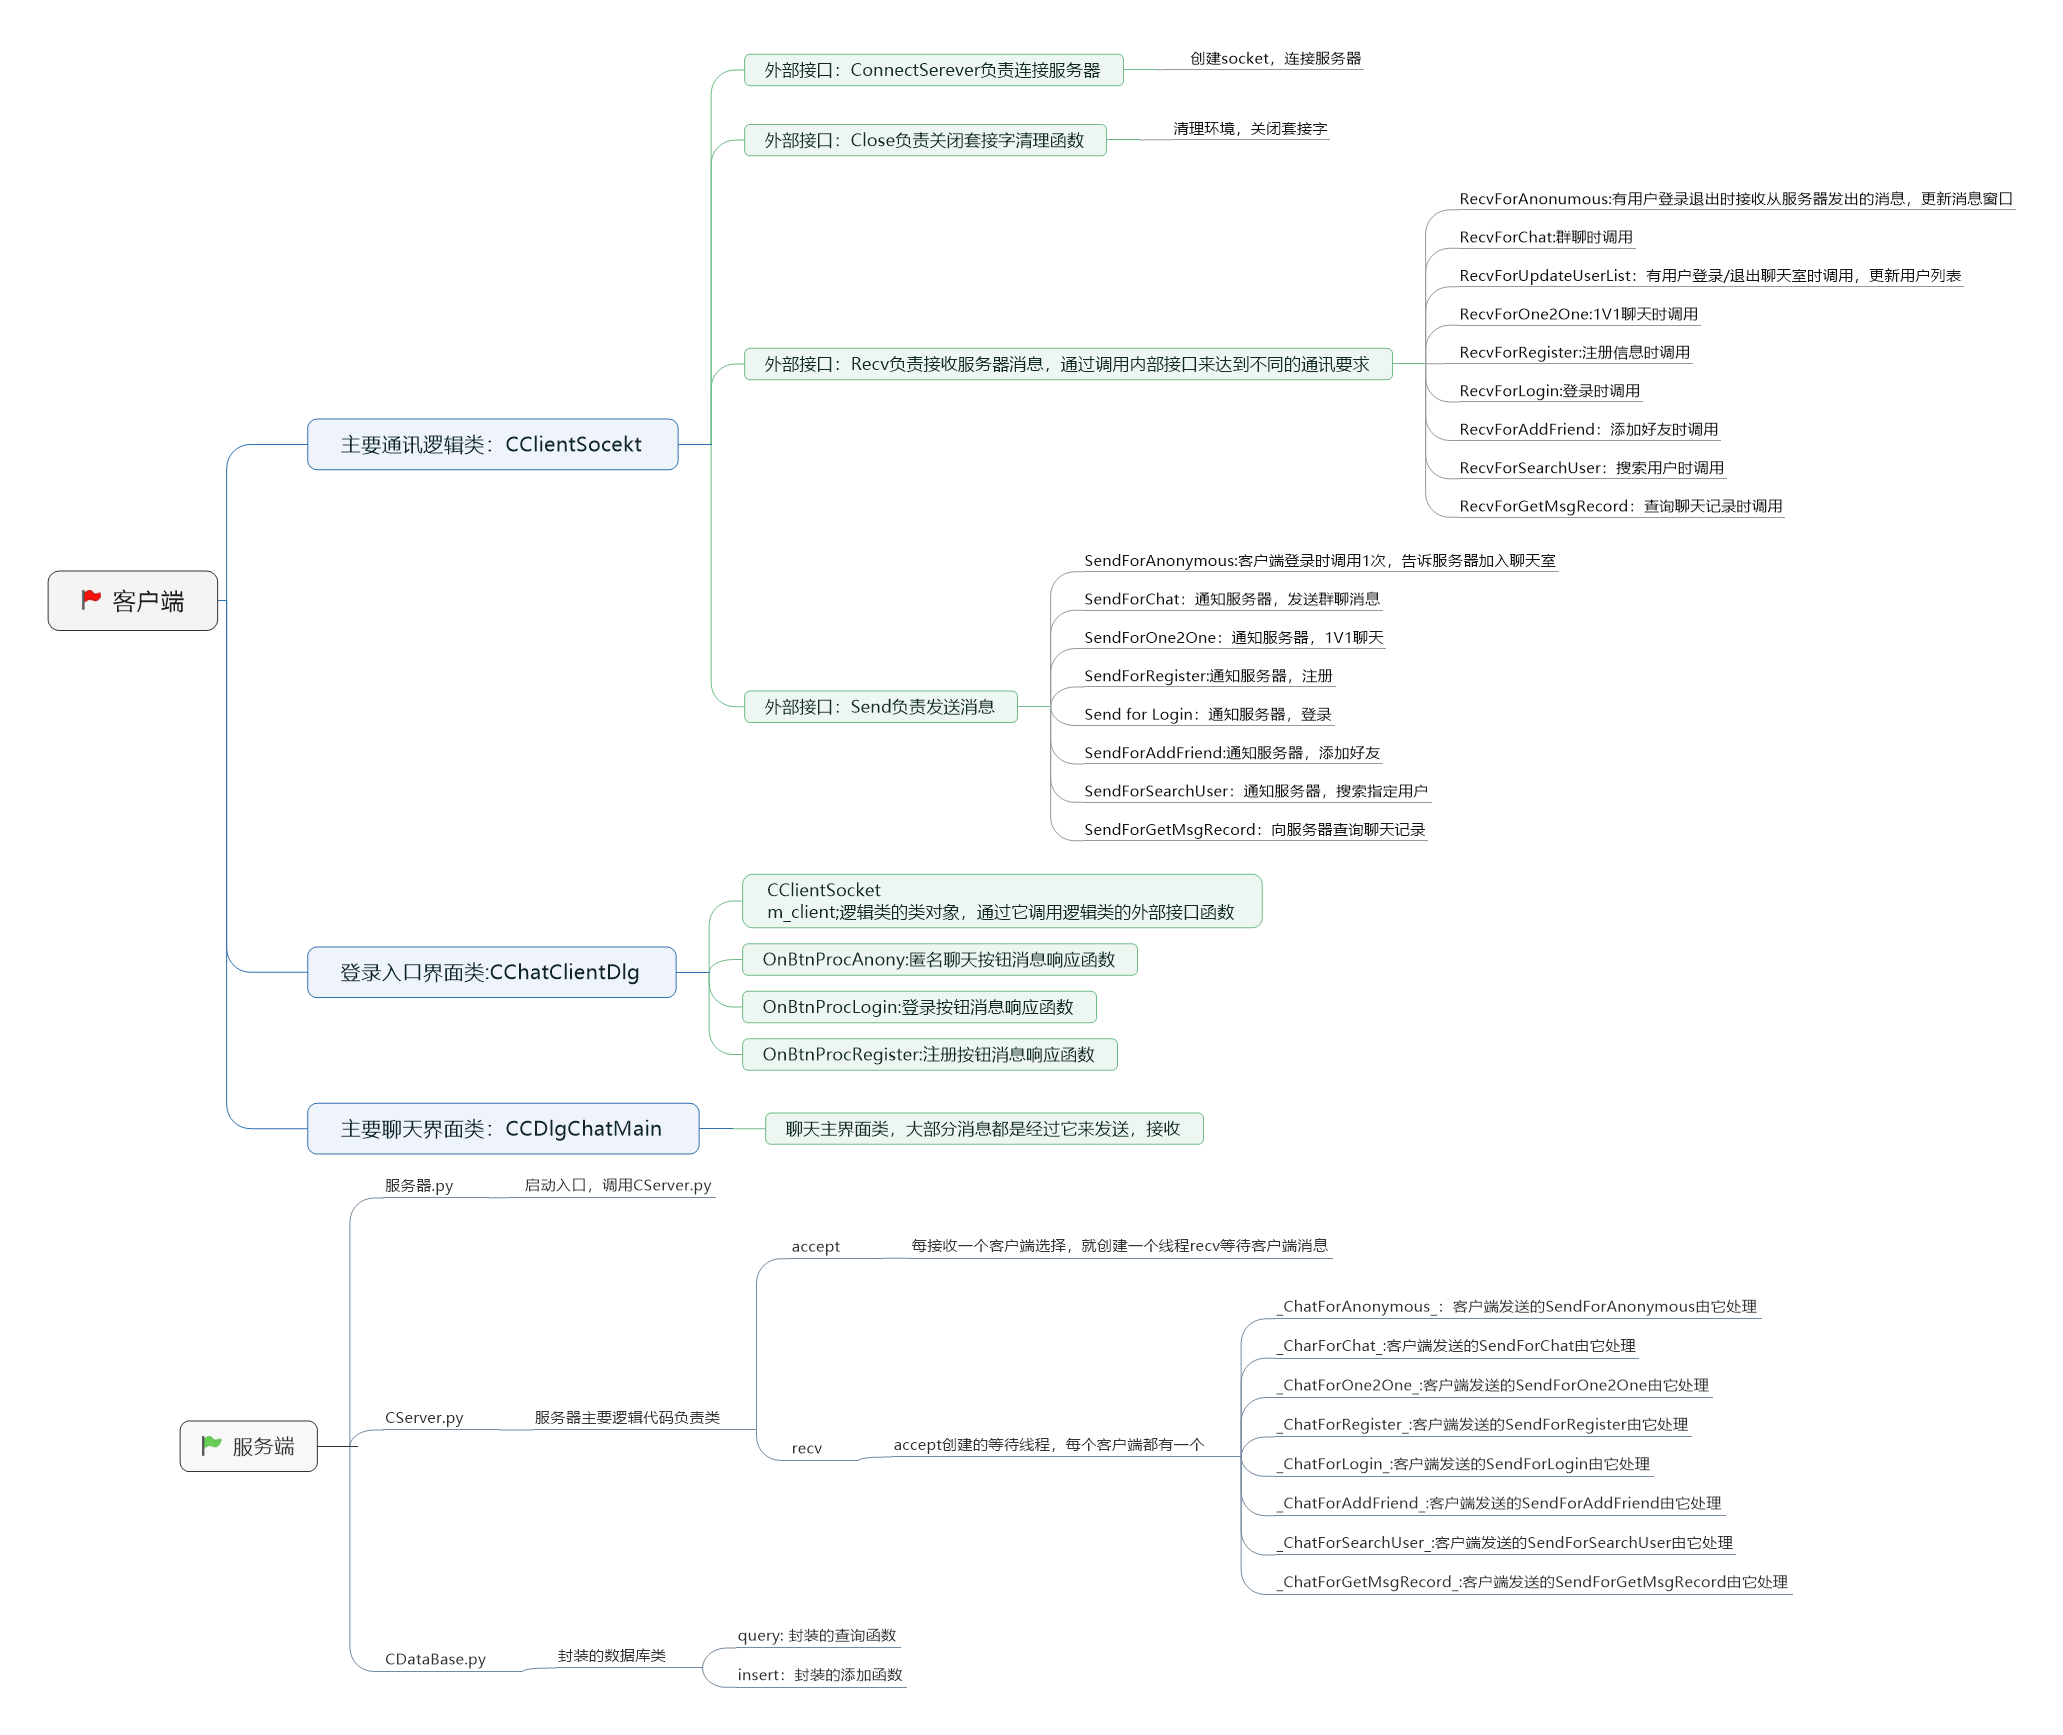 客户端
主要通讯逻辑类：CClientSocekt
外部接口：ConnectSerever负责连接服务器
创建socket，连接服务器
外部接口：Close负责关闭套接字清理函数
清理环境，关闭套接字
外部接口：Recv负责接收服务器消息，通过调用内部接口来达到不同的通讯要求
RecvForAnonumous:有用户登录退出时接收从服务器发出的消息，更新消息窗口
RecvForChat:群聊时调用
RecvForUpdateUserList：有用户登录/退出聊天室时调用，更新用户列表
RecvForOne2One:1V1聊天时调用
RecvForRegister:注册信息时调用
RecvForLogin:登录时调用
RecvForAddFriend：添加好友时调用
RecvForSearchUser：搜索用户时调用
RecvForGetMsgRecord：查询聊天记录时调用
外部接口：Send负责发送消息
SendForAnonymous:客户端登录时调用1次，告诉服务器加入聊天室
SendForChat：通知服务器，发送群聊消息
SendForOne2One：通知服务器，1V1聊天
SendForRegister:通知服务器，注册
Send for Login：通知服务器，登录
SendForAddFriend:通知服务器，添加好友
SendForSearchUser：通知服务器，搜索指定用户
SendForGetMsgRecord：向服务器查询聊天记录
登录入口界面类:CChatClientDlg
CClientSocket
m_client;逻辑类的类对象，通过它调用逻辑类的外部接口函数
OnBtnProcAnony:匿名聊天按钮消息响应函数
OnBtnProcLogin:登录按钮消息响应函数
OnBtnProcRegister:注册按钮消息响应函数
主要聊天界面类：CCDlgChatMain
聊天主界面类，大部分消息都是经过它来发送，接收
服务端
服务器.py
启动入口，调用CServer.py
CServer.py
服务器主要逻辑代码负责类
accept
每接收一个客户端选择，就创建一个线程recv等待客户端消息
recv
accept创建的等待线程，每个客户端都有一个
_ChatForAnonymous_：客户端发送的SendForAnonymous由它处理
_CharForChat_:客户端发送的SendForChat由它处理
_ChatForOne2One_:客户端发送的SendForOne2One由它处理
_ChatForRegister_:客户端发送的SendForRegister由它处理
_ChatForLogin_:客户端发送的SendForLogin由它处理
_ChatForAddFriend_:客户端发送的SendForAddFriend由它处理
_ChatForSearchUser_:客户端发送的SendForSearchUser由它处理
_ChatForGetMsgRecord_:客户端发送的SendForGetMsgRecord由它处理
CDataBase.py
封装的数据库类
query: 封装的查询函数
insert：封装的添加函数